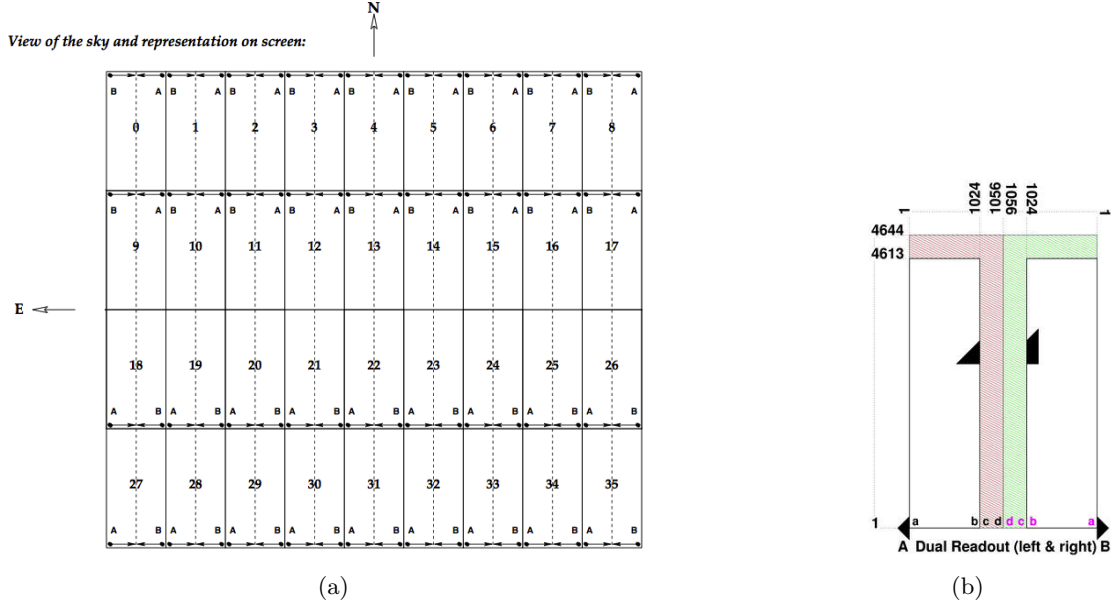 N
View of the sky and representation on screen:
B A B A B A B A B A B A B A B A B A
0 1 2 3 4 5 6 7 8
B A B A B A B A B A B A B A B A B A
9 10 11 12 13 14 15 16 17
E
18 19 20 21 22 23 24 25 26
A B A B A B A B A B A B A B A B A B
27 28 29 30 31 32 33 34 35
A B A B A B A B A B A B A B A B A B
(a)
1 1024 1056 1056 1024 1
4644
4613
1 a b c d d c b a
A Dual Readout (left & right) B
(b)